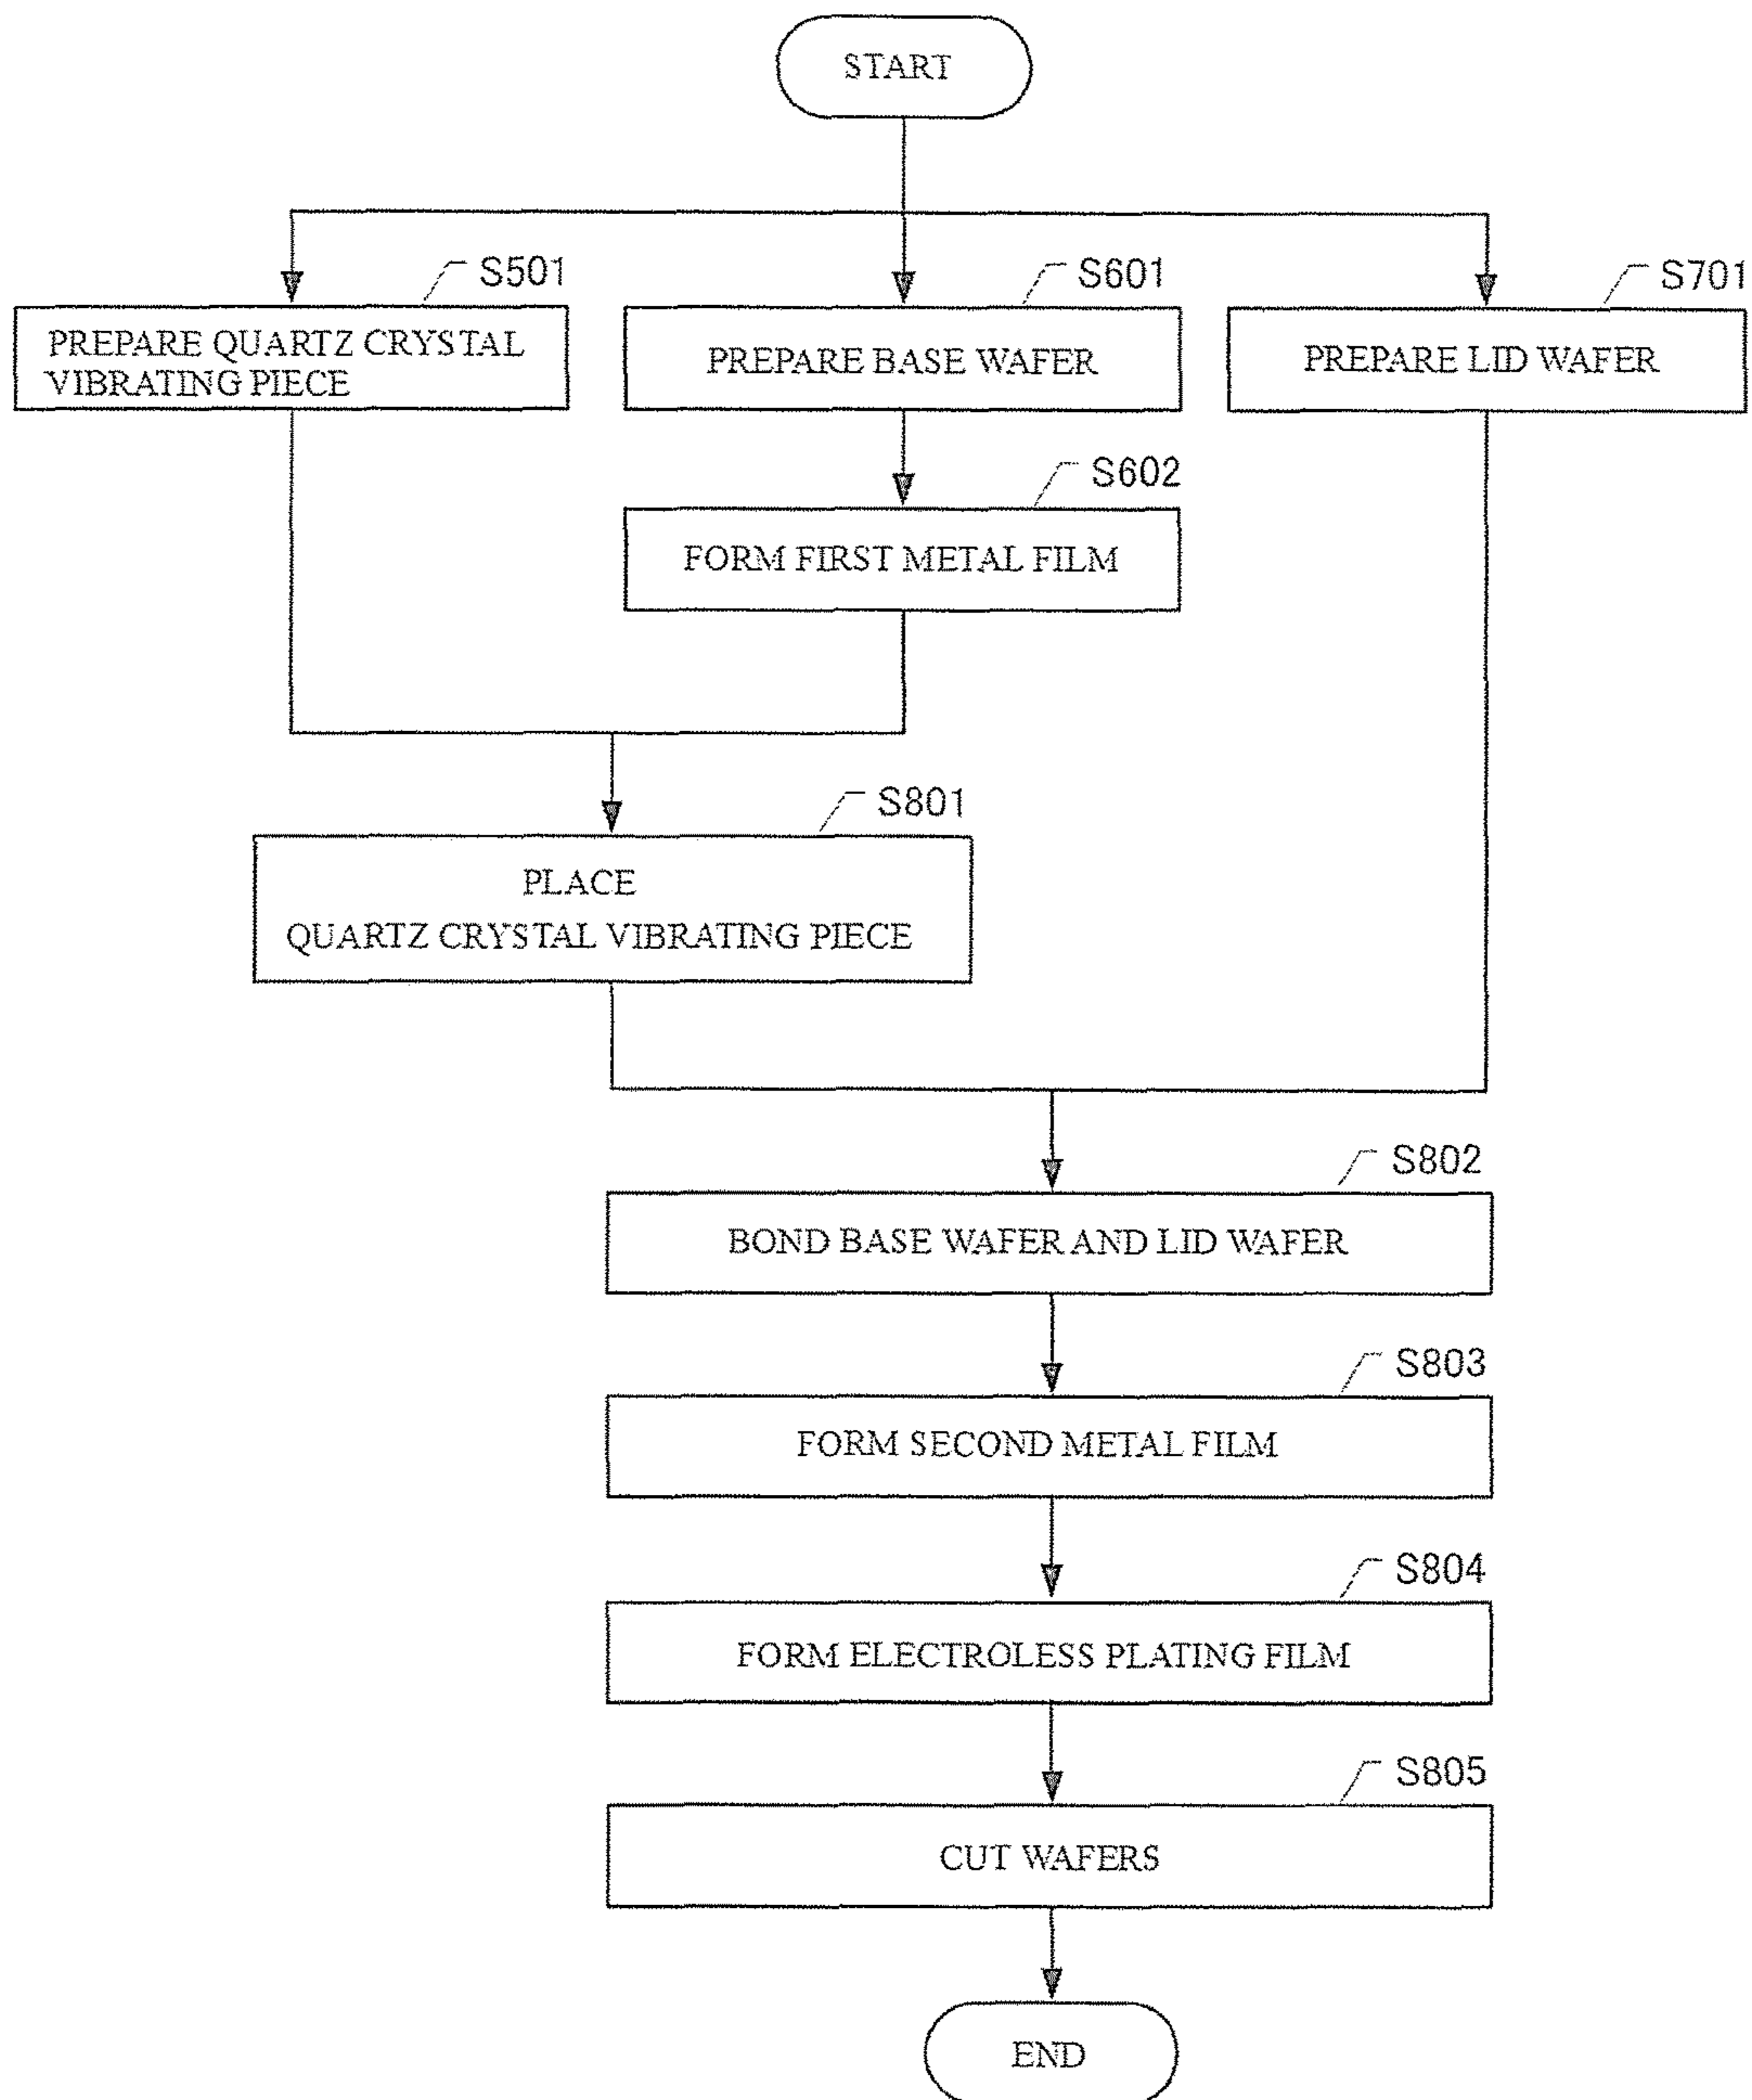 START
S501
S601
S701
PREPARE QUARTZ CRYSTAL
VIBRATING PIECE
PREPARE BASE WAFER
PREPARE LID WAFER
S602
FORM FIRST METAL FILM
S801
PLACE
QUARTZ CRYSTAL VIBRATING PIECE
S802
BOND BASE WAFER AND LID WAFER
S803
FORM SECOND METAL FILM
S804
FORM ELECTROLESS PLATING FILM
S805
CUT WAFERS
END